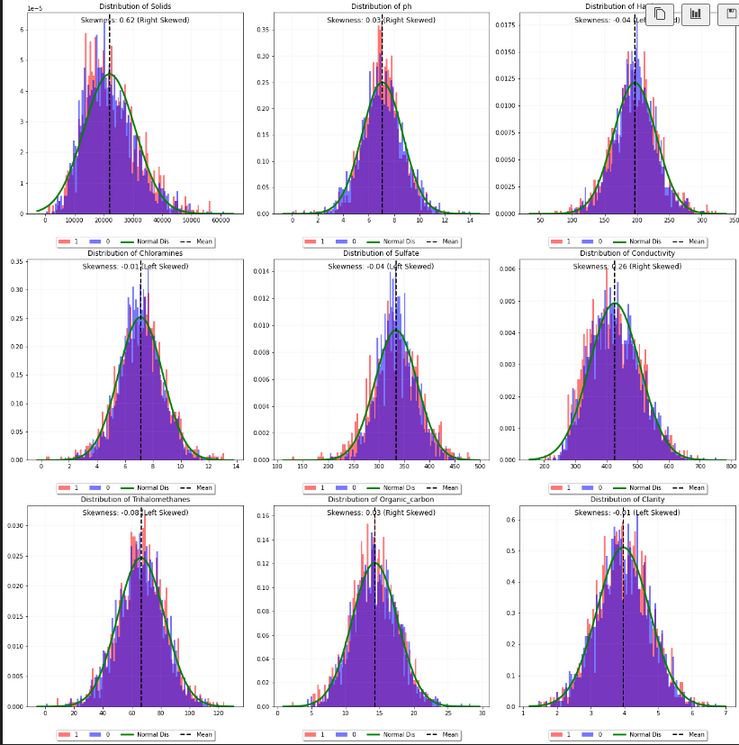 Distribution of Solids
1e−5
Skewness: 0.62 (Right Skewed)
6
5
4
3
2
1
0
0 10000 20000 30000 40000 50000 60000
1 0 Normal Dis Mean
Distribution of ph
Skewness: 0.03 (Right Skewed)
0.35
0.30
0.25
0.20
0.15
0.10
0.05
0.00
0 2 4 6 8 10 12 14
1 0 Normal Dis Mean
Distribution of
Skewness: -0.04
0.0175
0.0150
0.0125
0.0100
0.0075
0.0050
0.0025
0.0000
50 100 150 200 250 300 350
1 0 Normal Dis Mean
Distribution of Chloramines
Skewness: -0.01 (Left Skewed)
0.35
0.30
0.25
0.20
0.15
0.10
0.05
0.00
0 2 4 6 8 10 12 14
1 0 Normal Dis Mean
Distribution of Sulfate
Skewness: -0.04 (Left Skewed)
0.014
0.012
0.010
0.008
0.006
0.004
0.002
0.000
100 150 200 250 300 350 400 450 500
1 0 Normal Dis Mean
Distribution of Conductivity
Skewness: 0.26 (Right Skewed)
0.006
0.005
0.004
0.003
0.002
0.001
0.000
200 300 400 500 600 700 800
1 0 Normal Dis Mean
Distribution of Trihalomethanes
Skewness: -0.08 (Left Skewed)
0.030
0.025
0.020
0.015
0.010
0.005
0.000
0 20 40 60 80 100 120
1 0 Normal Dis Mean
Distribution of Organic_carbon
Skewness: 0.03 (Right Skewed)
0.16
0.14
0.12
0.10
0.08
0.06
0.04
0.02
0.00
0 5 10 15 20 25 30
1 0 Normal Dis Mean
Distribution of Clarity
Skewness: -0.01 (Left Skewed)
0.6
0.5
0.4
0.3
0.2
0.1
0.0
1 2 3 4 5 6 7
1 0 Normal Dis Mean